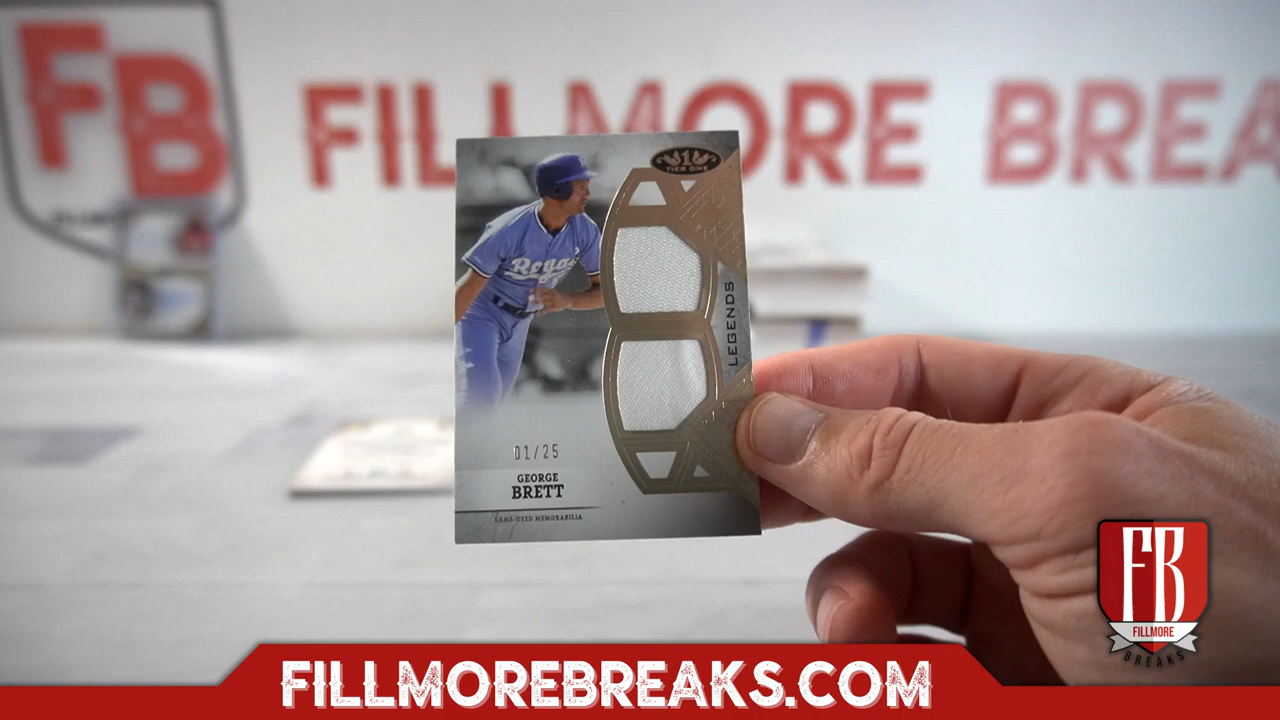 FB
FILLMORE BREA
1
TIER ONE
Royals
LEGENDS
01/25
GEORGE
BRETT
GAME-USED MEMORABILIA
FB
FILLMORE
BREAKS
FILLMOREBREAKS.COM